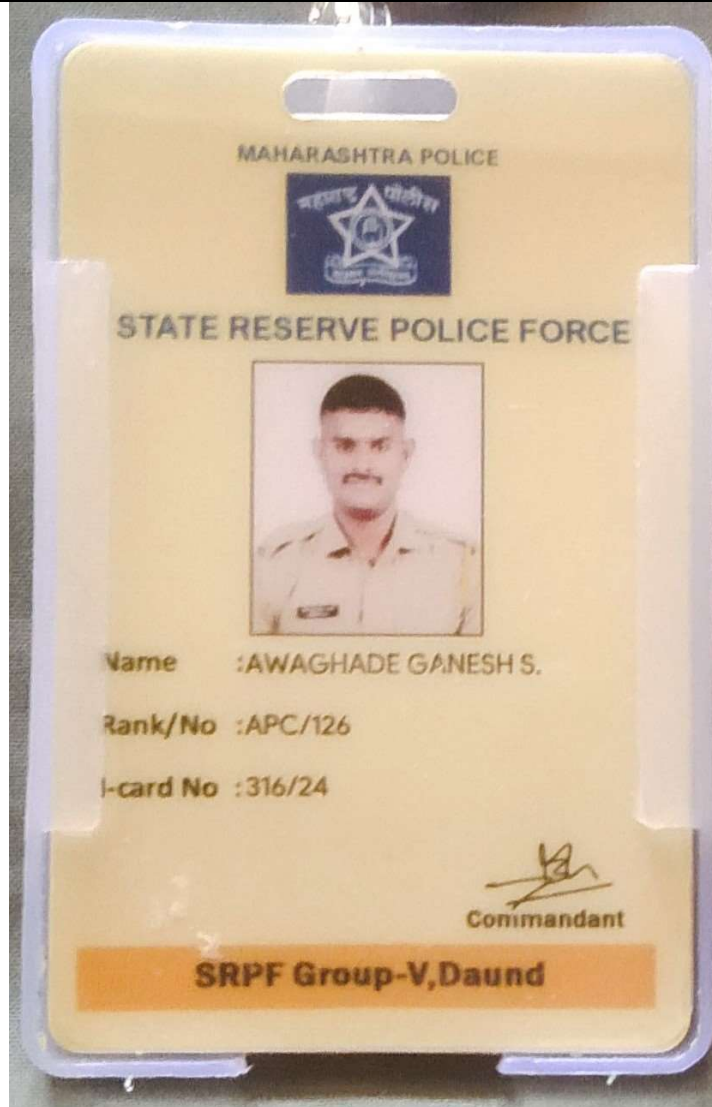 MAHARASHTRA POLICE
महाराष्ट्र पोलीस
STATE RESERVE POLICE FORCE
Name :AWAGHADE GANESH S.
Rank/No :APC/126
I-card No :316/24
Commandant
SRPF Group-V,Daund